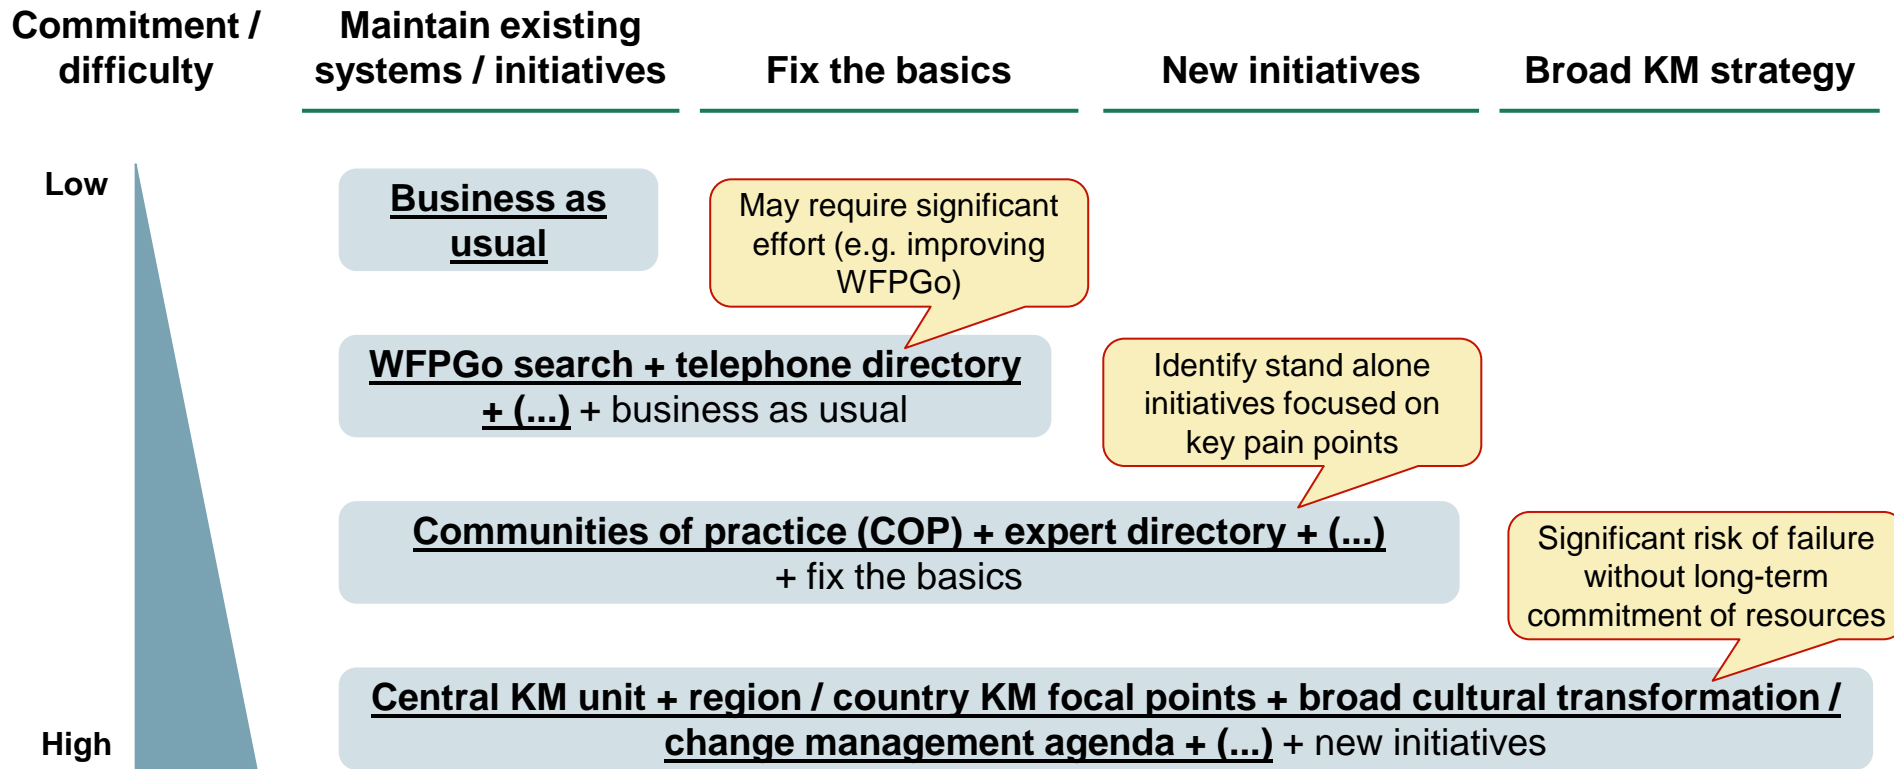 Commitment /
difficulty
Maintain existing
systems / initiatives
Fix the basics
New initiatives
Broad KM strategy
Low
Business as
usual
May require significant
effort (e.g. improving
WFPGo)
WFPGo search + telephone directory
+ (...) + business as usual
Identify stand alone
initiatives focused on
key pain points
Communities of practice (COP) + expert directory + (...)
+ fix the basics
Significant risk of failure
without long-term
commitment of resources
High
Central KM unit + region / country KM focal points + broad cultural transformation /
change management agenda + (...) + new initiatives